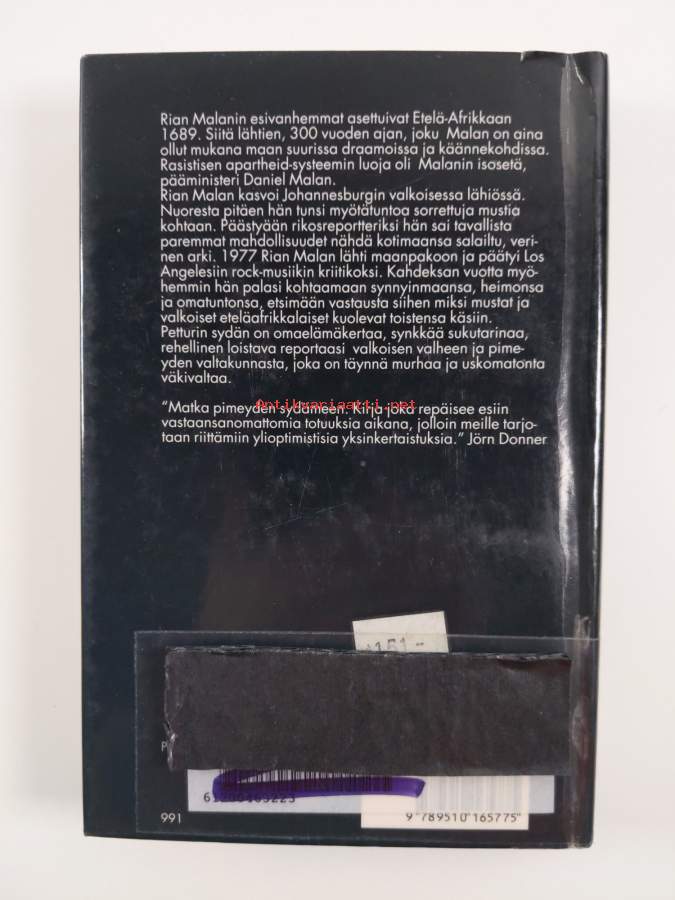 Rian Malanin esivanhemmat asettuivat Etelä-Afrikkaan
1689. Siitä lähtien, 300 vuoden ajan, joku Malan on aina
ollut mukana maan suurissa draamoissa ja käännekohdissa.
Rasistisen apartheid-systeemin luoja oli Malanin isosetä,
pääministeri Daniel Malan.
Rian Malan kasvoi Johannesburgin valkoisessa lähiössä.
Nuoresta pitäen hän tunsi myötätuntoa sorrettuja mustia
kohtaan. Päästyään rikosreportteriksi hän sai tavallista
paremmat mahdollisuudet nähdä kotimaansa salailtu, veri-
nen arki. 1977 Rian Malan lähti maanpakoon ja päätyi Los
Angelesiin rock-musiikin kriitikoksi. Kahdeksan vuotta myö-
hemmin hän palasi kohtaamaan synnyinmaansa, heimonsa
ja omatuntonsa, etsimään vastausta siihen miksi mustat ja
valkoiset eteläafrikkalaiset kuolevat toistensa käsiin.
Petturin sydän on omaelämäkertaa, synkkää sukutarinaa,
rehellinen loistava reportaasi valkoisen valheen ja pime-
yden valtakunnasta, joka on täynnä murhaa ja uskomatonta
väkivaltaa.
Antikvariaatti.net
"Matka pimeyden sydämeen. Kirja joka repäisee esiin
vastaansanomattomia totuuksia aikana, jolloin meille tarjo-
taan riittämiin ylioptimistisia yksinkertaistuksia." Jörn Donner
P
991
9 789510 165775